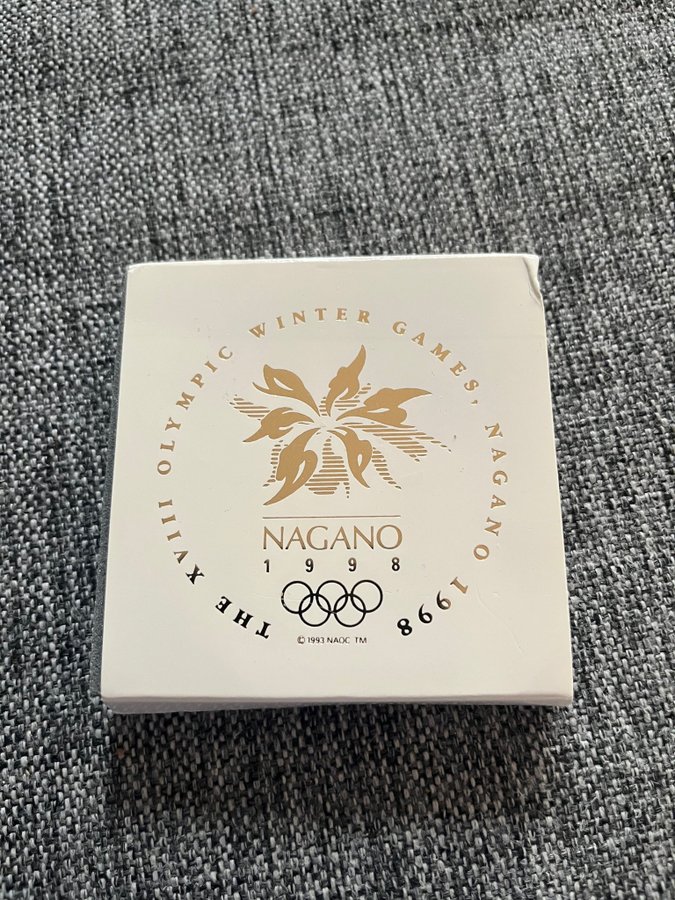 THE XVIII OLYMPIC WINTER GAMES, NAGANO 1998
NAGANO
1998
© 1993 NAOC TM